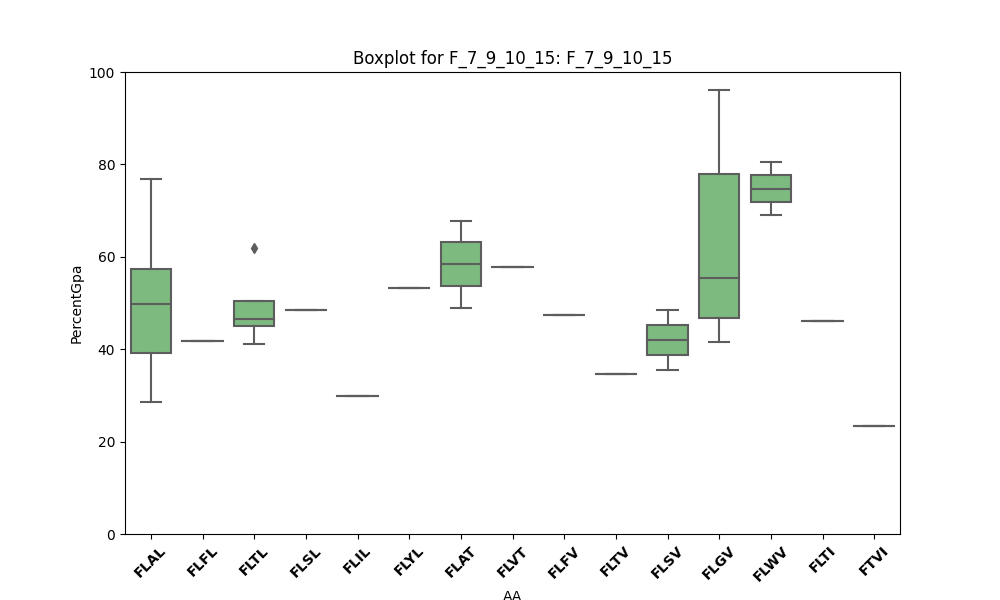 Boxplot for F_7_9_10_15: F_7_9_10_15
100
80
60
40
20
0
PercentGpa
FLAL
FLFL
FLTL
FLSL
FLIL
FLYL
FLAT
FLVT
FLFV
FLTV
FLSV
FLGV
FLWV
FLTI
FTVI
AA